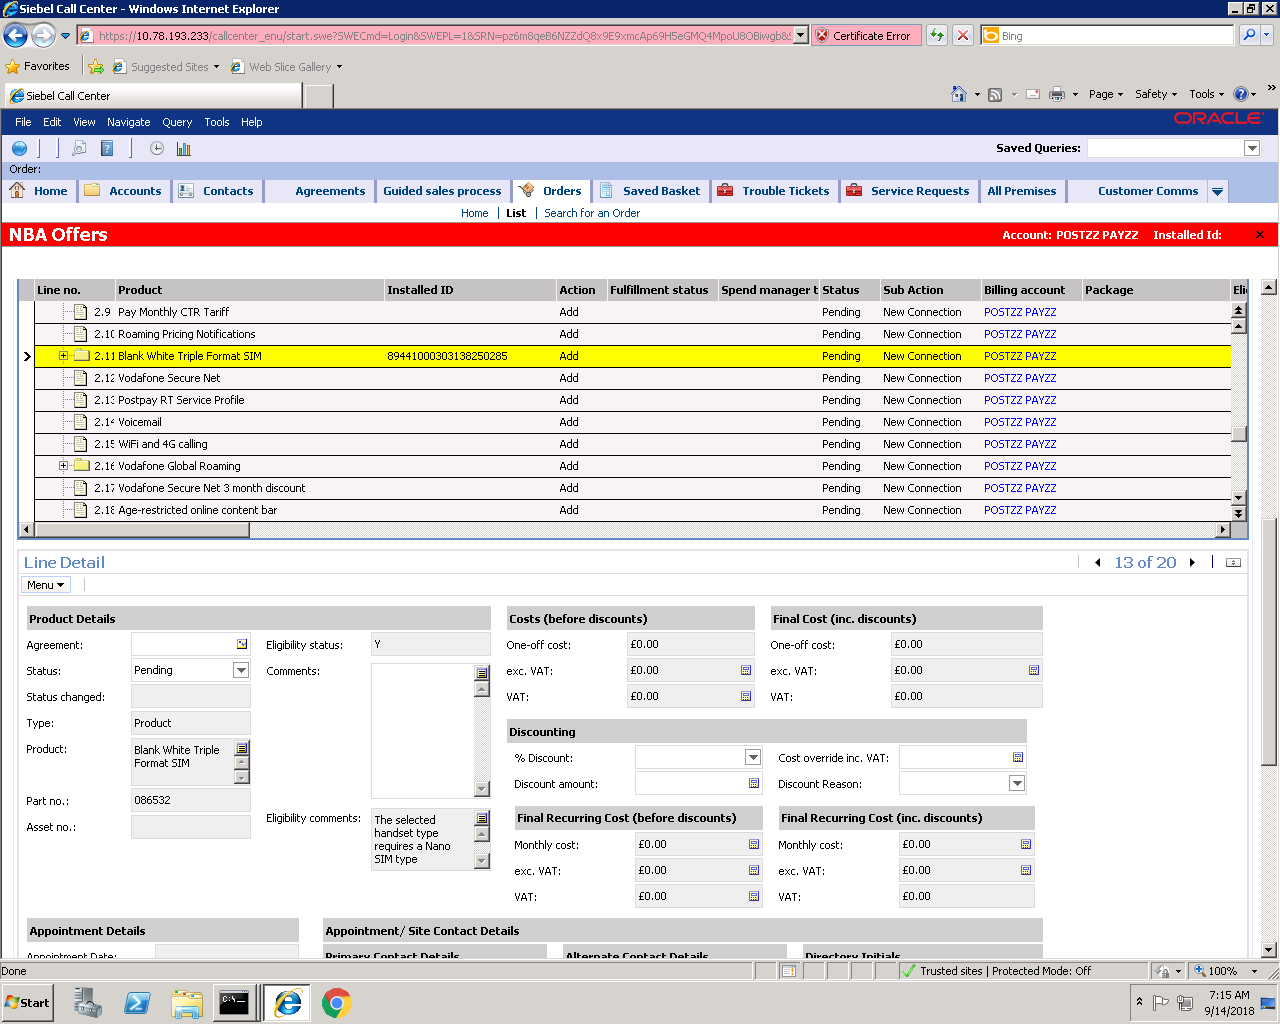 Siebel Call Center - Windows Internet Explorer
https://10.78.193.233/callcenter_enu/start.swe?SWECmd=Login&SWEPL=1&SRN=pz6m8qeB6NZZdQ8x9E9xmcAp69H5eGMQ4MpoU8OBiwgb&
Certificate Error
Bing
Favorites Suggested Sites Web Slice Gallery
Siebel Call Center
Page Safety Tools
File Edit View Navigate Query Tools Help
ORACLE
Saved Queries:
Order:
Home Accounts Contacts Agreements Guided sales process Orders Saved Basket Trouble Tickets Service Requests All Premises Customer Comms
Home | List | Search for an Order
NBA Offers Account: POSTZZ PAYZZ Installed Id:
Line no. Product Installed ID Action Fulfillment status Spend manager t Status Sub Action Billing account Package Eli
2.9 Pay Monthly CTR Tariff Add Pending New Connection POSTZZ PAYZZ
2.10 Roaming Pricing Notifications Add Pending New Connection POSTZZ PAYZZ
2.11 Blank White Triple Format SIM 89441000303138250285 Add Pending New Connection POSTZZ PAYZZ
2.12 Vodafone Secure Net Add Pending New Connection POSTZZ PAYZZ
2.13 Postpay RT Service Profile Add Pending New Connection POSTZZ PAYZZ
2.14 Voicemail Add Pending New Connection POSTZZ PAYZZ
2.15 WiFi and 4G calling Add Pending New Connection POSTZZ PAYZZ
2.16 Vodafone Global Roaming Add Pending New Connection POSTZZ PAYZZ
2.17 Vodafone Secure Net 3 month discount Add Pending New Connection POSTZZ PAYZZ
2.18 Age-restricted online content bar Add Pending New Connection POSTZZ PAYZZ
Line Detail 13 of 20
Menu
Product Details
Agreement:
Status: Pending
Status changed:
Type: Product
Product: Blank White Triple
Format SIM
Part no.: 086532
Asset no.:
Eligibility status: Y
Comments:
Eligibility comments: The selected
handset type
requires a Nano
SIM type
Costs (before discounts)
One-off cost: £0.00
exc. VAT: £0.00
VAT: £0.00
Final Cost (inc. discounts)
One-off cost: £0.00
exc. VAT: £0.00
VAT: £0.00
Discounting
% Discount: Cost override inc. VAT:
Discount amount: Discount Reason:
Final Recurring Cost (before discounts)
Monthly cost: £0.00
exc. VAT: £0.00
VAT: £0.00
Final Recurring Cost (inc. discounts)
Monthly cost: £0.00
exc. VAT: £0.00
VAT: £0.00
Appointment Details
Appointment Date:
Appointment/ Site Contact Details
Primary Contact Details Alternate Contact Details Directory Initials
Done Trusted sites | Protected Mode: Off 100%
Start
7:15 AM
9/14/2018